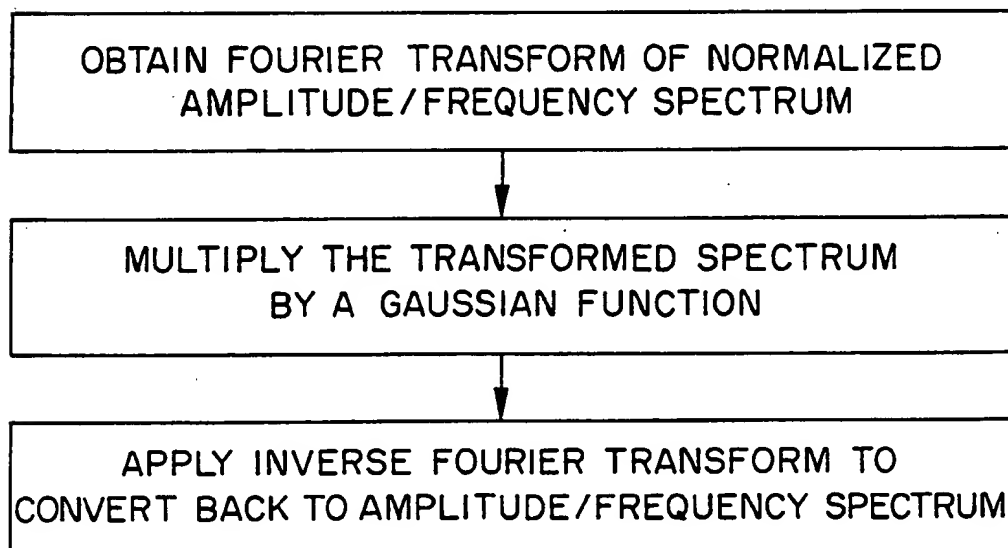 OBTAIN FOURIER TRANSFORM OF NORMALIZED
AMPLITUDE/FREQUENCY SPECTRUM
MULTIPLY THE TRANSFORMED SPECTRUM
BY A GAUSSIAN FUNCTION
APPLY INVERSE FOURIER TRANSFORM TO
CONVERT BACK TO AMPLITUDE/FREQUENCY SPECTRUM